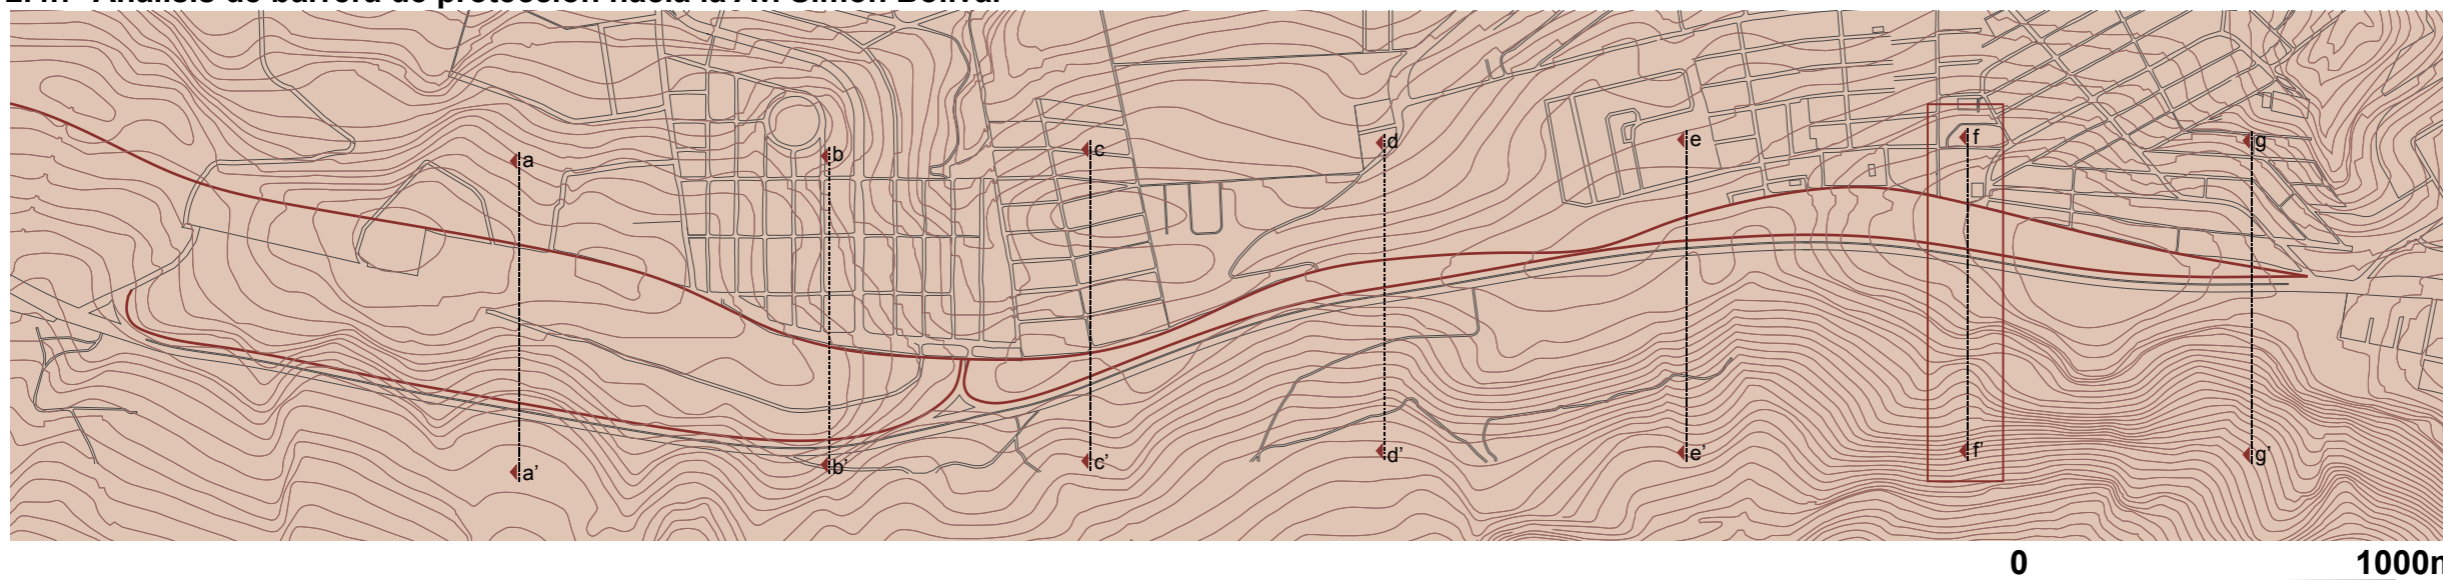 Análisis de barrera de protección hacia la Av. Simón Bolívar
a b c d e f g
a' b' c' d' e' f' g'
0 1000m